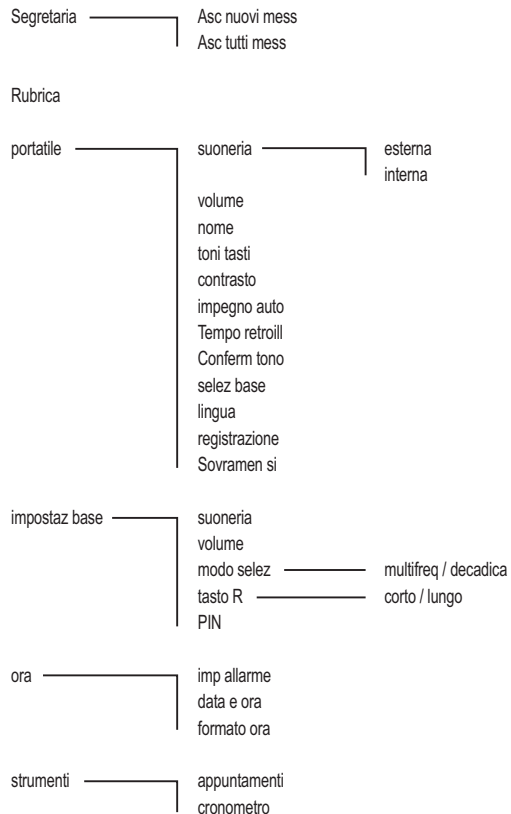 Segretaria Asc nuovi mess
Asc tutti mess
Rubrica
portatile suoneria esterna
interna
volume
nome
toni tasti
contrasto
impegno auto
Tempo retroill
Conferm tono
selez base
lingua
registrazione
Sovramen si
impostaz base suoneria
volume
modo selez multifreq / decadica
tasto R corto / lungo
PIN
ora imp allarme
data e ora
formato ora
strumenti appuntamenti
cronometro